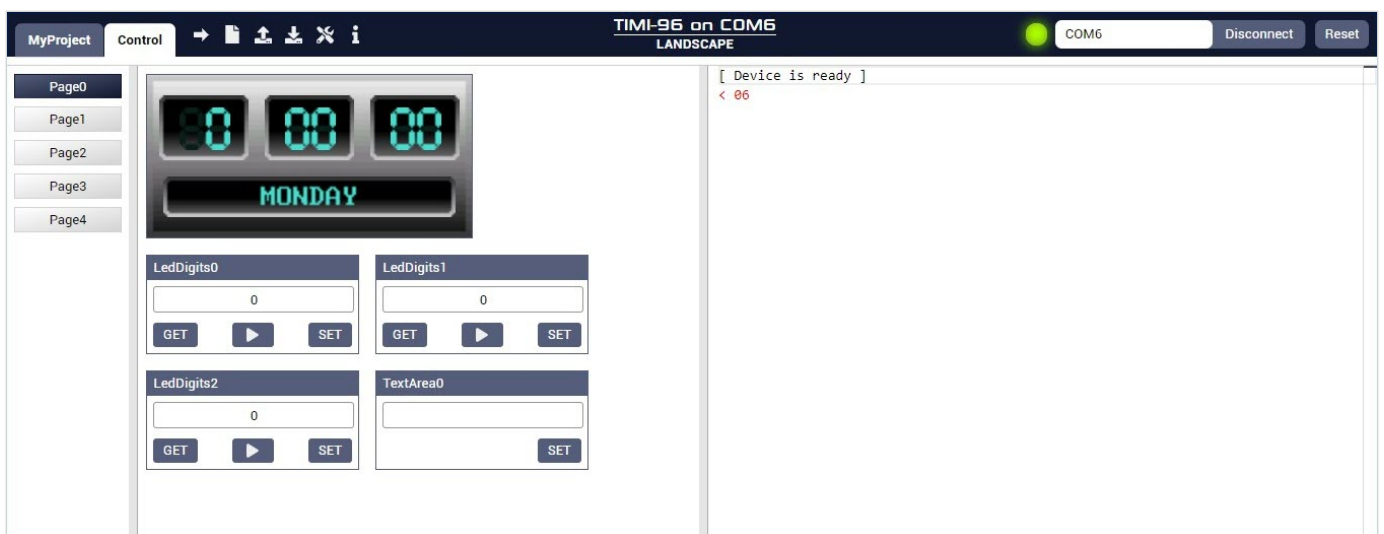 MyProject
Control
TIMI-96 on COM6
LANDSCAPE
COM6
Disconnect
Reset
Page0
Page1
Page2
Page3
Page4
0 00 00
MONDAY
LedDigits0
0
GET
SET
LedDigits1
0
GET
SET
LedDigits2
0
GET
SET
TextArea0
SET
[ Device is ready ]
< 06